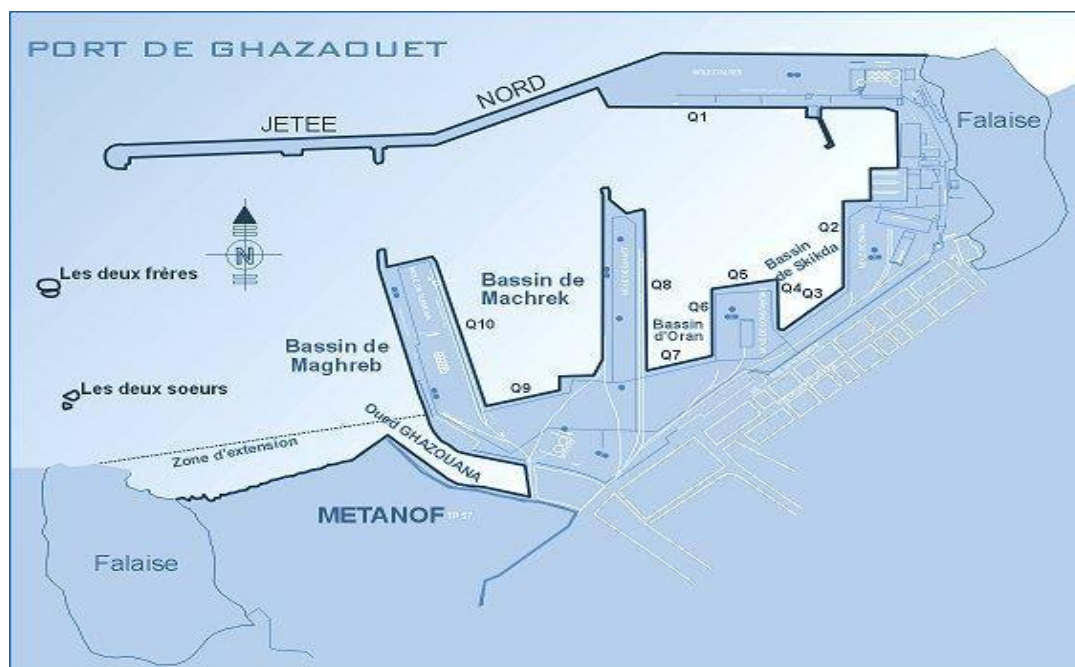 PORT DE GHAZAOUET
JETEE
NORD
Q1
Falaise
Q2
Bassin
de Skikda
Les deux frères
Bassin de
Machrek
Q5
Q4
Q3
Q8
Q6
Q10
Bassin
d'Oran
Bassin de
Maghreb
Q7
Les deux soeurs
Q9
Oued GHAZOUANA
Zone d'extension
METANOF
Falaise
N